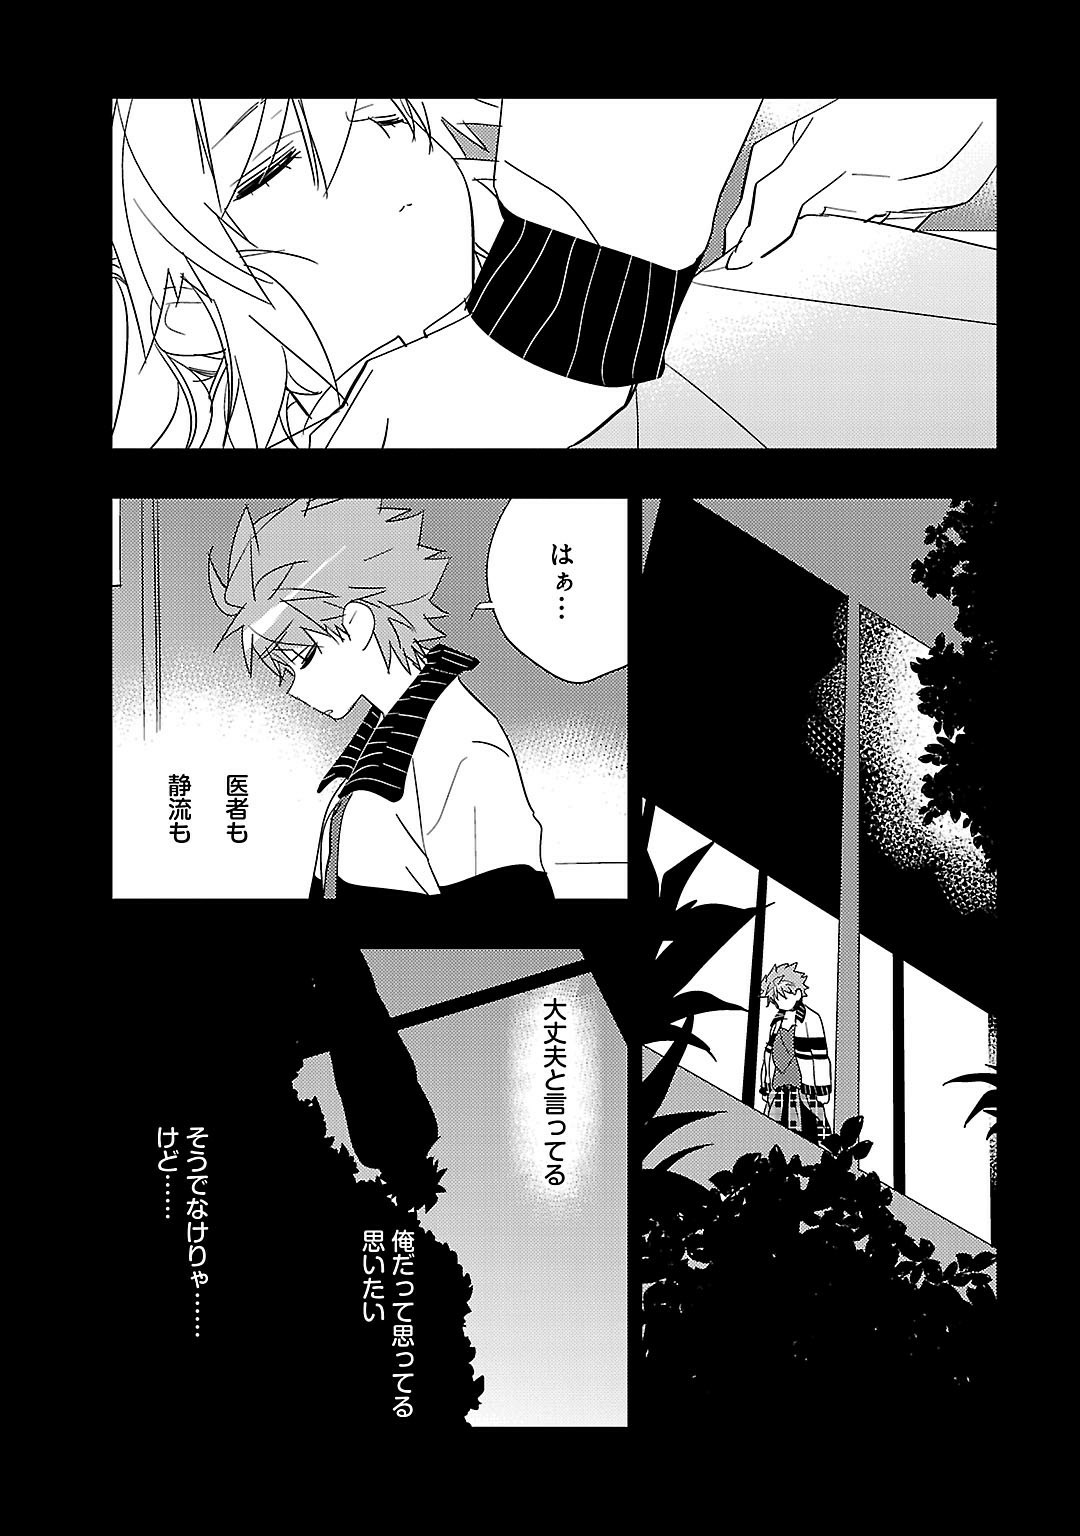 はぁ…
医者も
静流も
大丈夫と言ってる
俺だって思ってる
思いたい
そうでなけりゃ……
けど……